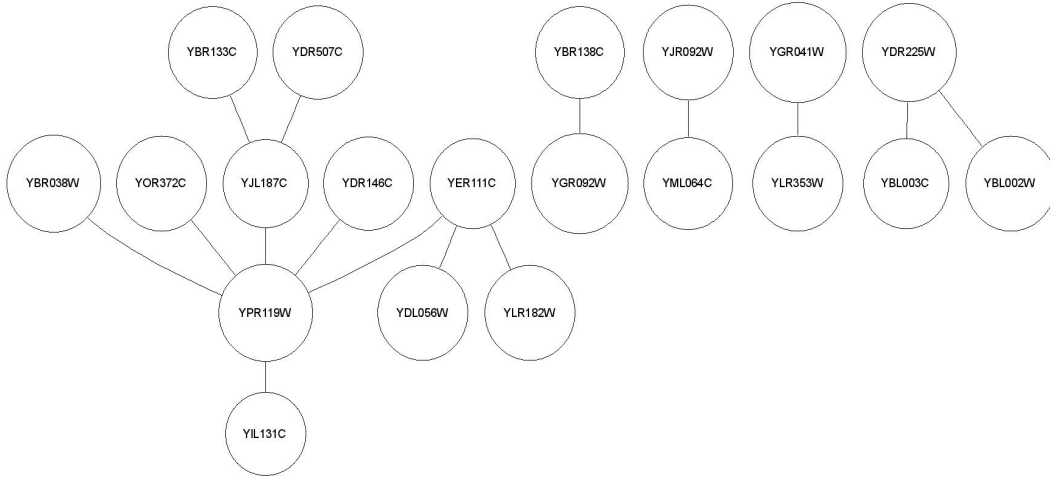 YBR133C YDR507C YBR138C YJR092W YGR041W YDR225W
YBR038W YOR372C YJL187C YDR146C YER111C YGR092W YML064C YLR353W YBL003C YBL002W
YPR119W YDL056W YLR182W
YIL131C